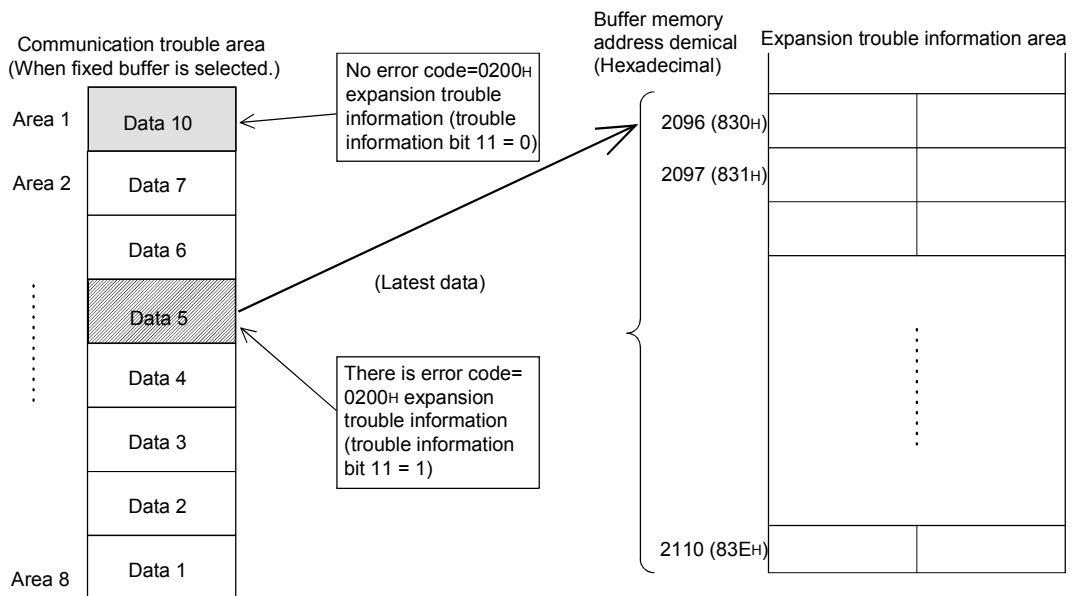 Communication trouble area
(When fixed buffer is selected.)
Area 1
Data 10
Area 2
Data 7
Data 6
Data 5
Data 4
Data 3
Data 2
Area 8
Data 1
No error code=0200H
expansion trouble
information (trouble
information bit 11 = 0)
(Latest data)
There is error code=
0200H expansion
trouble information
(trouble information
bit 11 = 1)
Buffer memory
address demical
(Hexadecimal)
Expansion trouble information area
2096 (830H)
2097 (831H)
2110 (83EH)